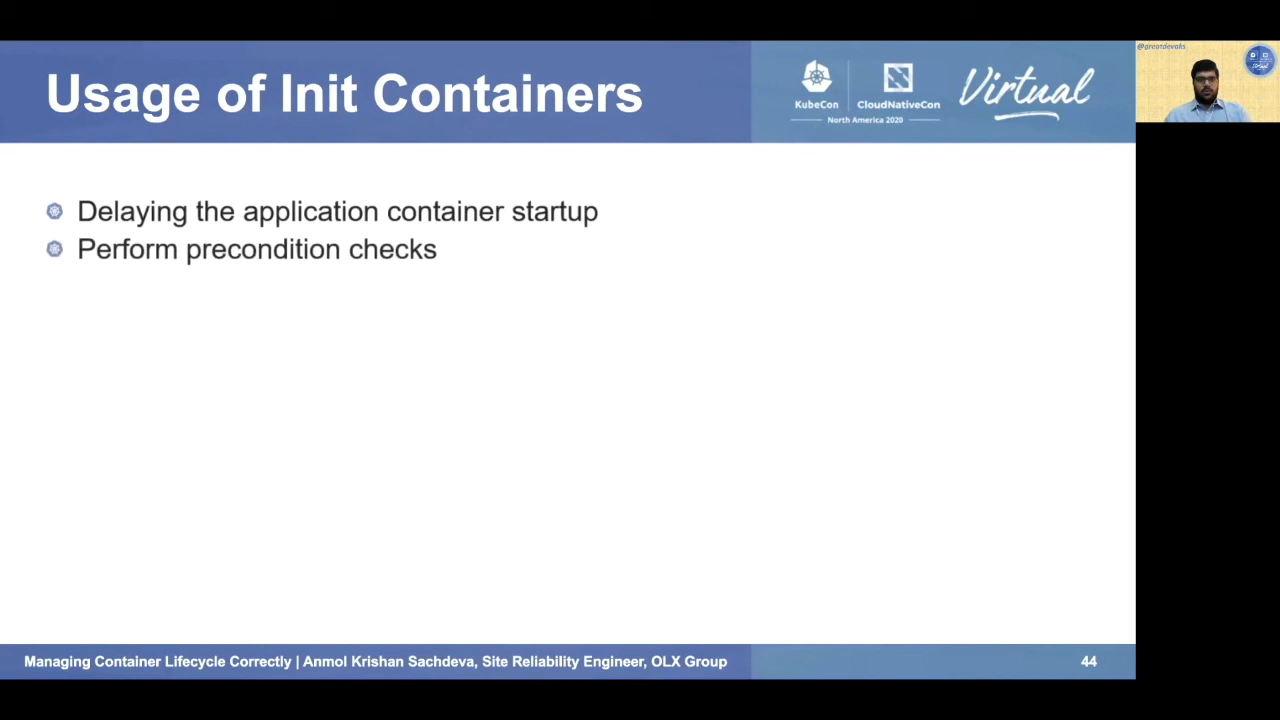 Usage of Init Containers
KubeCon
CloudNativeCon
North America 2020
Virtual
@greatdevaks
Delaying the application container startup
Perform precondition checks
Managing Container Lifecycle Correctly | Anmol Krishan Sachdeva, Site Reliability Engineer, OLX Group
44